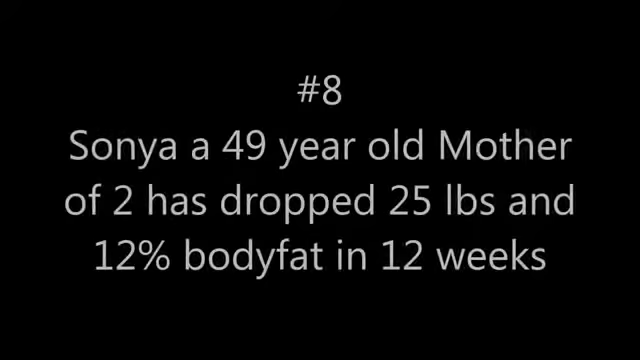 #8
Sonya a 49 year old Mother
of 2 has dropped 25 lbs and
12% bodyfat in 12 weeks